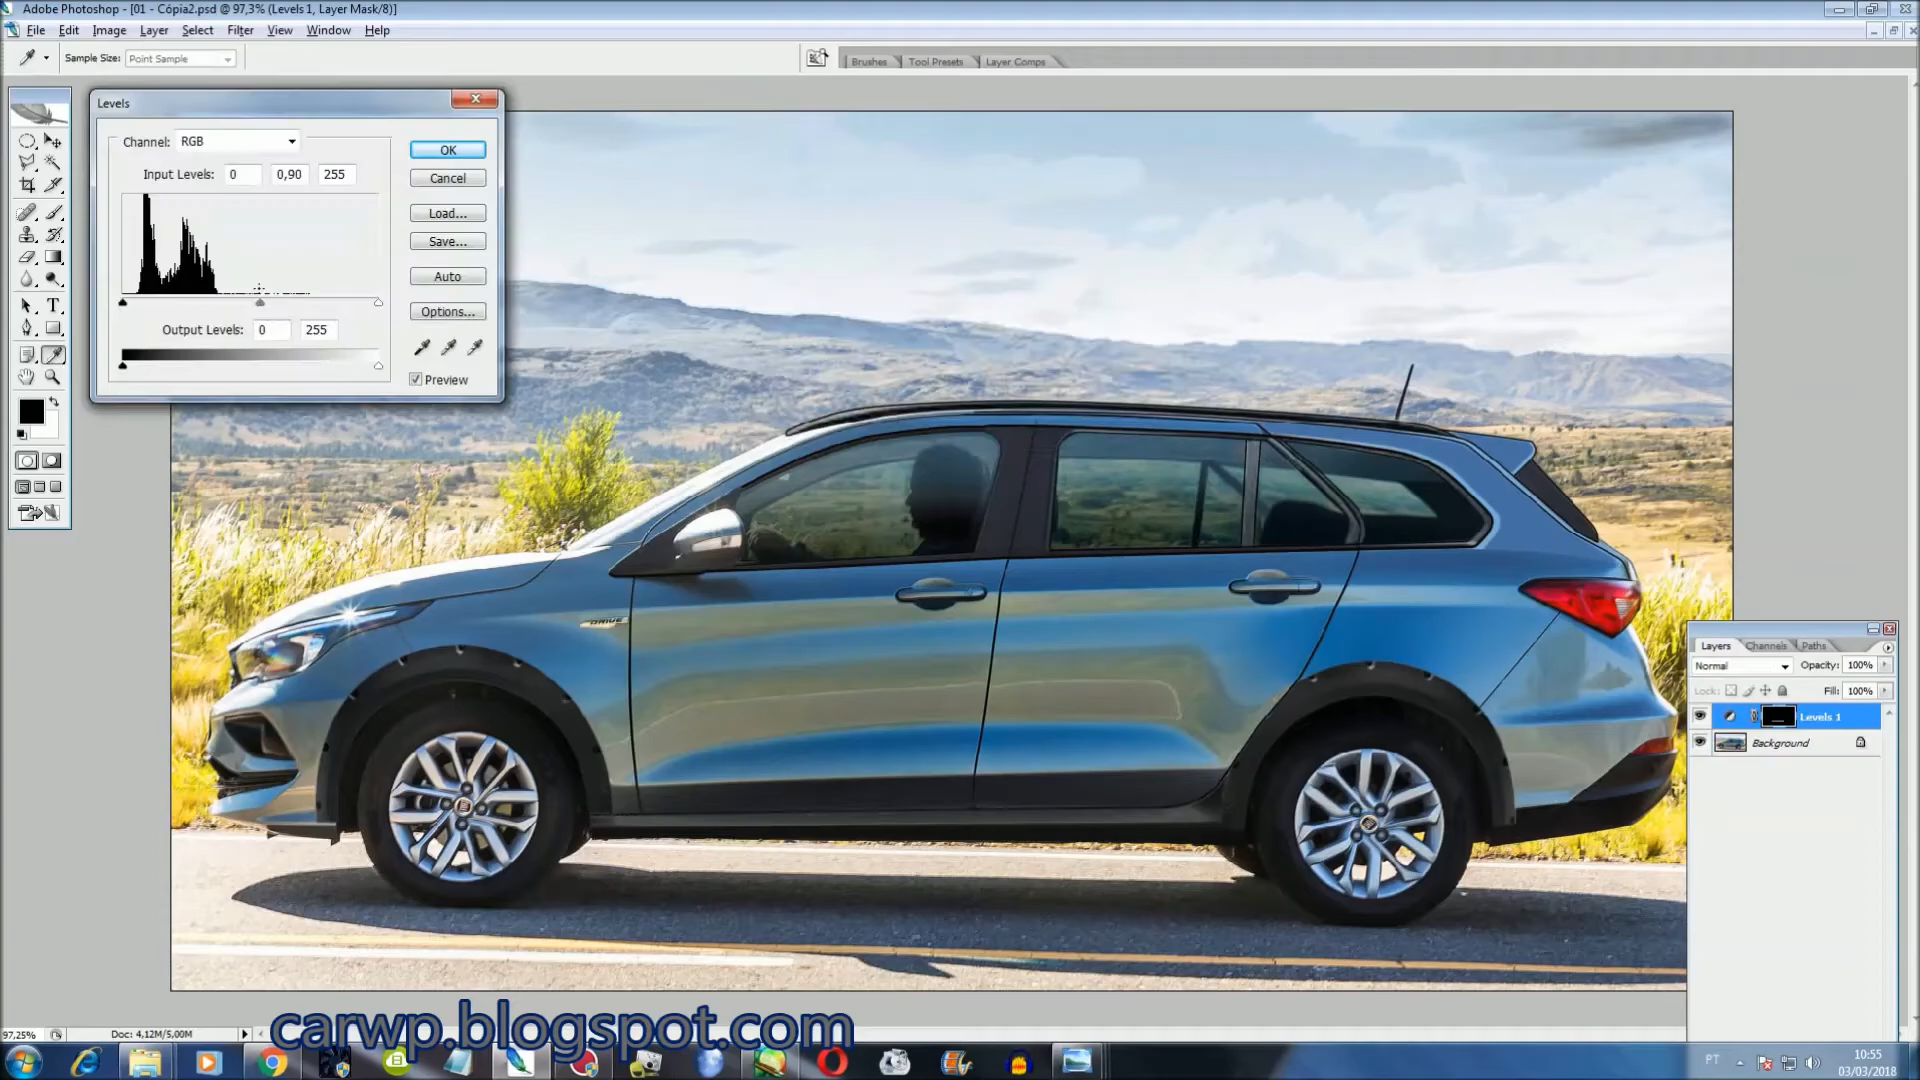 Adobe Photoshop - [01 - Cópia2.psd @ 97,3% (Levels 1, Layer Mask/8)]
File Edit Image Layer Select Filter View Window Help
Sample Size: Point Sample
Brushes Tool Presets Layer Comps
Levels
Channel: RGB
Input Levels: 0 0,90 255
Output Levels: 0 255
OK
Cancel
Load...
Save...
Auto
Options...
Preview
DRIVE
Layers Channels Paths
Normal Opacity: 100%
Lock: Fill: 100%
Levels 1
Background
97,25% Doc: 4,12M/5,00M
carwp.blogspot.com
PT
10:55
03/03/2018